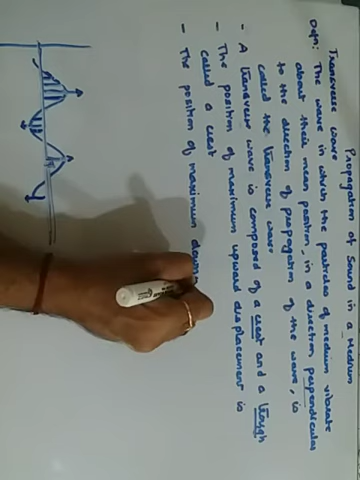 Propagation of Sound in a Medium
Transverse wave
Defn: The wave in which the particles of medium vibrate
about their mean position, in a direction perpendicular
to the direction of propagation of the wave, is
called the transverse wave.
- A transverse wave is composed of a crest and a trough
- The position of maximum upward displacement is
called a crest
- The position of maximum down